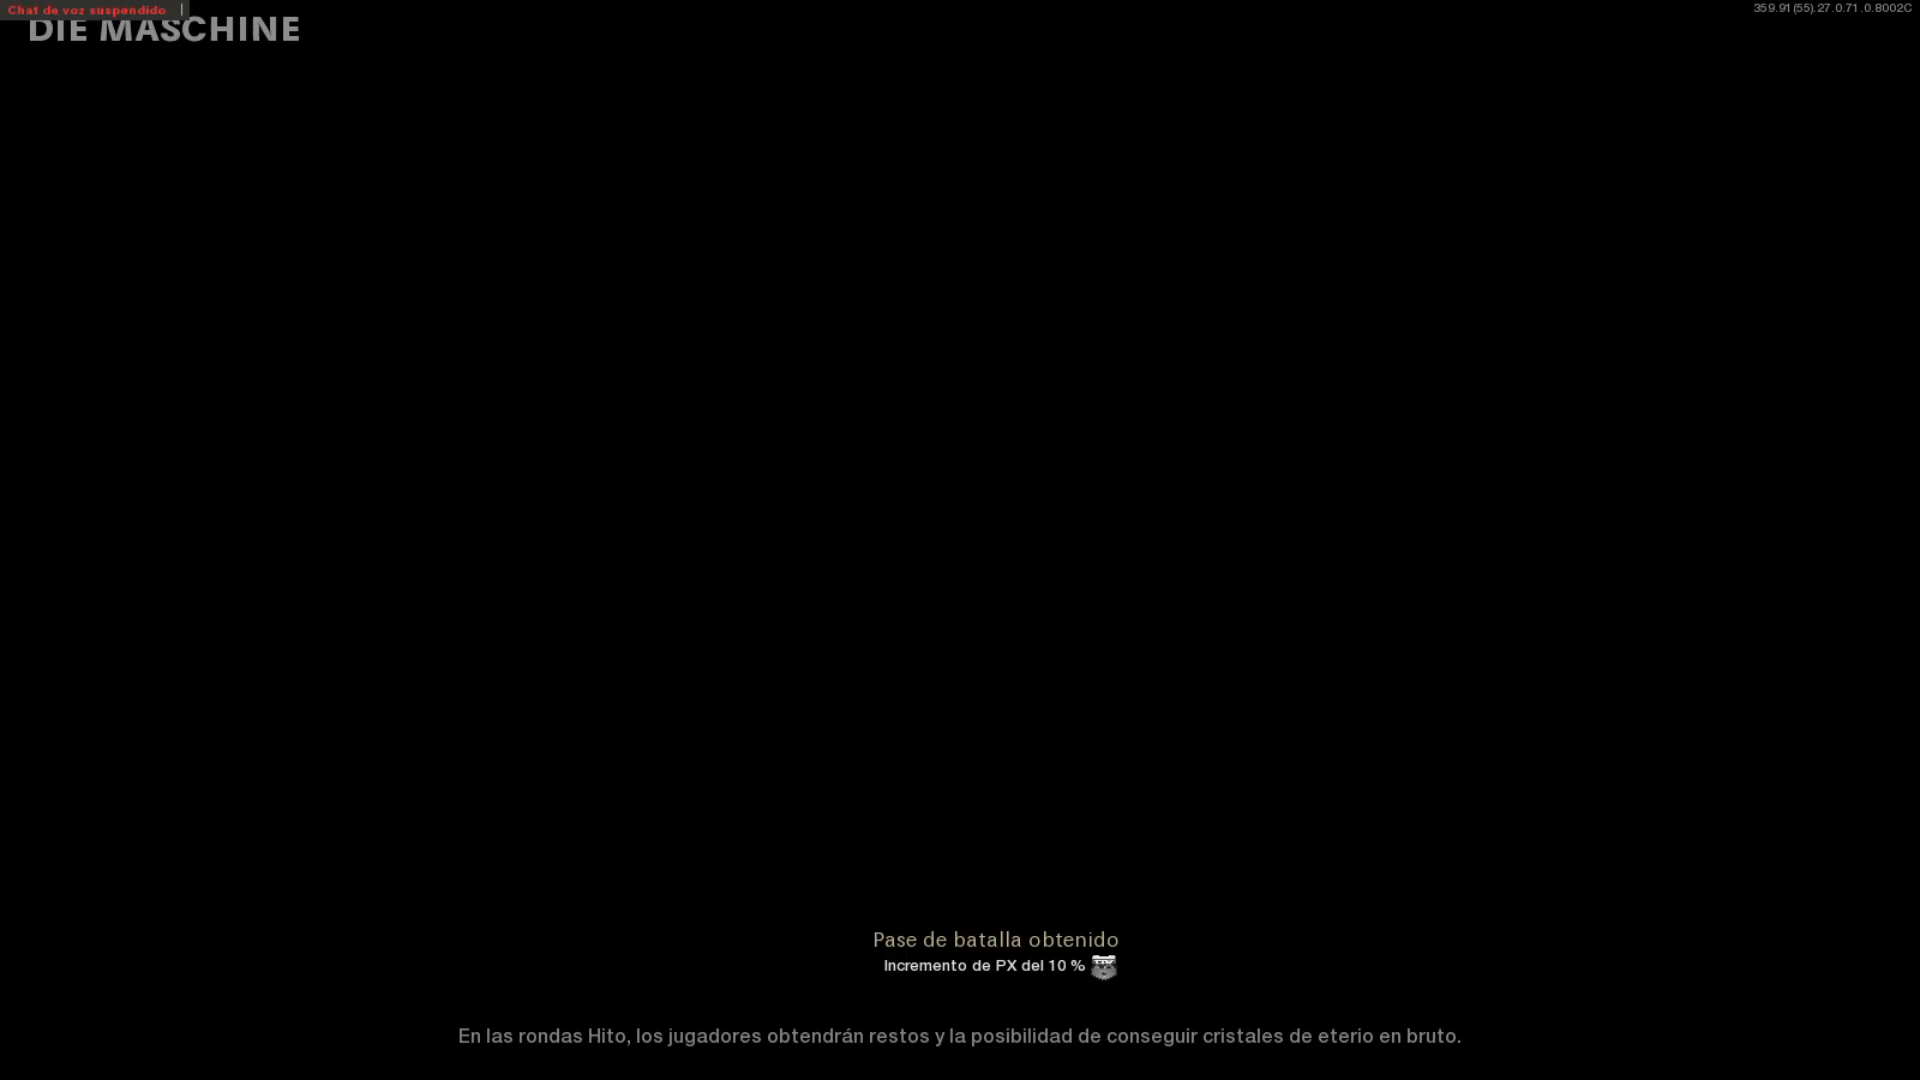 Chat de voz suspendido
359.91(55).27.0.71.0.8002C
DIE MASCHINE
Pase de batalla obtenido
Incremento de PX del 10 %
En las rondas Hito, los jugadores obtendrán restos y la posibilidad de conseguir cristales de eterio en bruto.